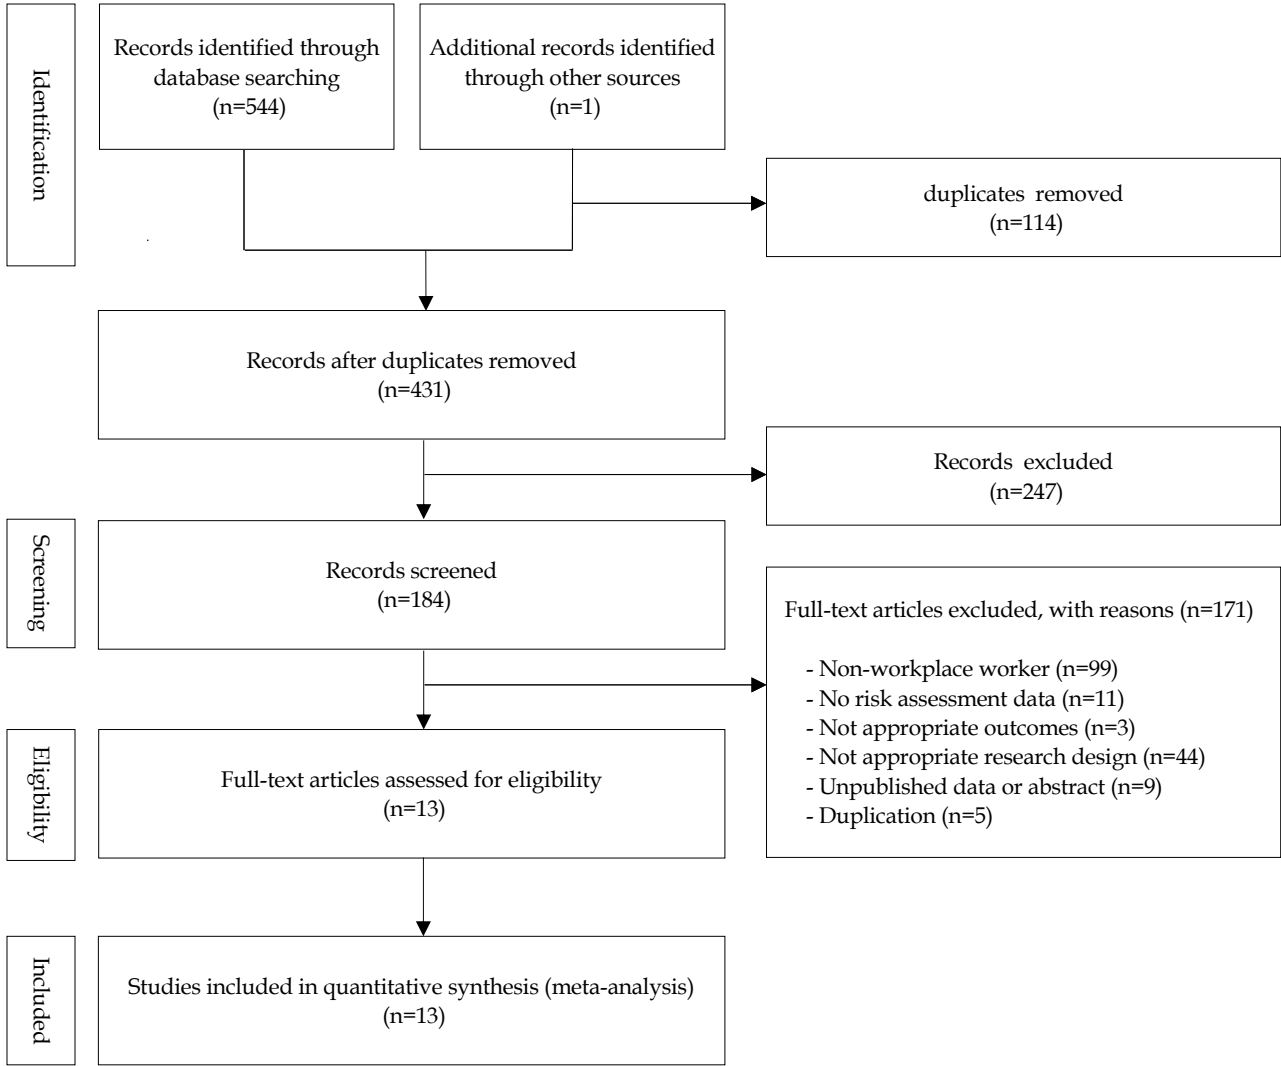 Identification
Records identified through
database searching
(n=544)
Additional records identified
through other sources
(n=1)
duplicates removed
(n=114)
Records after duplicates removed
(n=431)
Records excluded
(n=247)
Screening
Records screened
(n=184)
Full-text articles excluded, with reasons (n=171)
- Non-workplace worker (n=99)
- No risk assessment data (n=11)
- Not appropriate outcomes (n=3)
- Not appropriate research design (n=44)
- Unpublished data or abstract (n=9)
- Duplication (n=5)
Eligibility
Full-text articles assessed for eligibility
(n=13)
Included
Studies included in quantitative synthesis (meta-analysis)
(n=13)